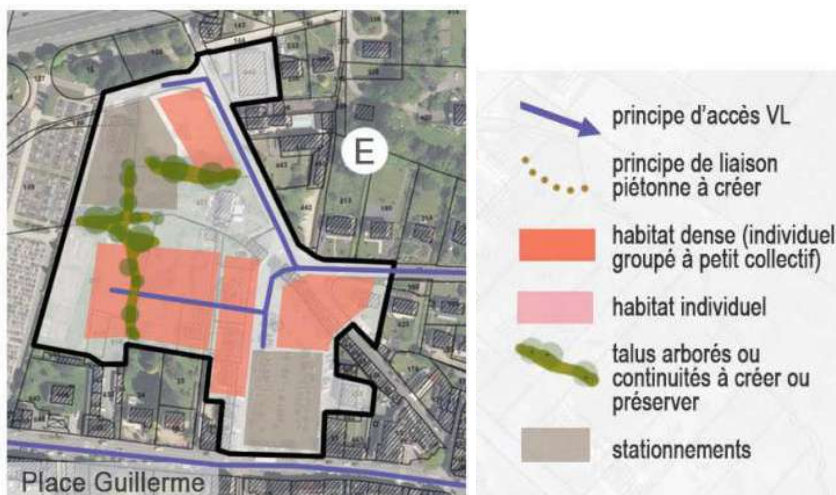 E
Place Guillerme
principe d'accès VL
principe de liaison
piétonne à créer
habitat dense (individuel
groupé à petit collectif)
habitat individuel
talus arborés ou
continuités à créer ou
préserver
stationnements